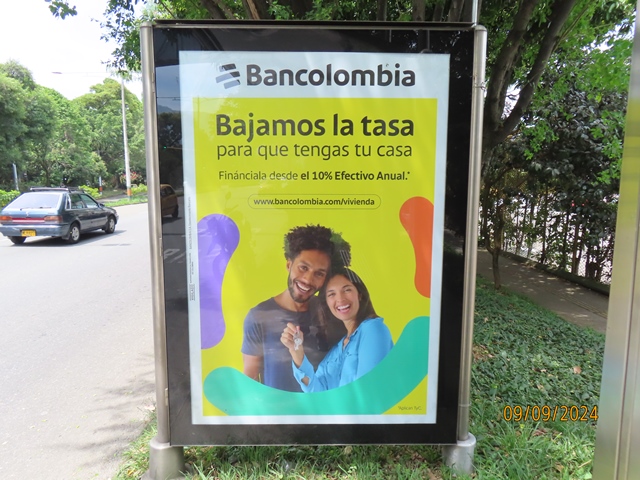 Bancolombia
Bajamos la tasa
para que tengas tu casa
Fináncialа desde el 10% Efectivo Anual.*
www.bancolombia.com/vivienda
09/09/2024